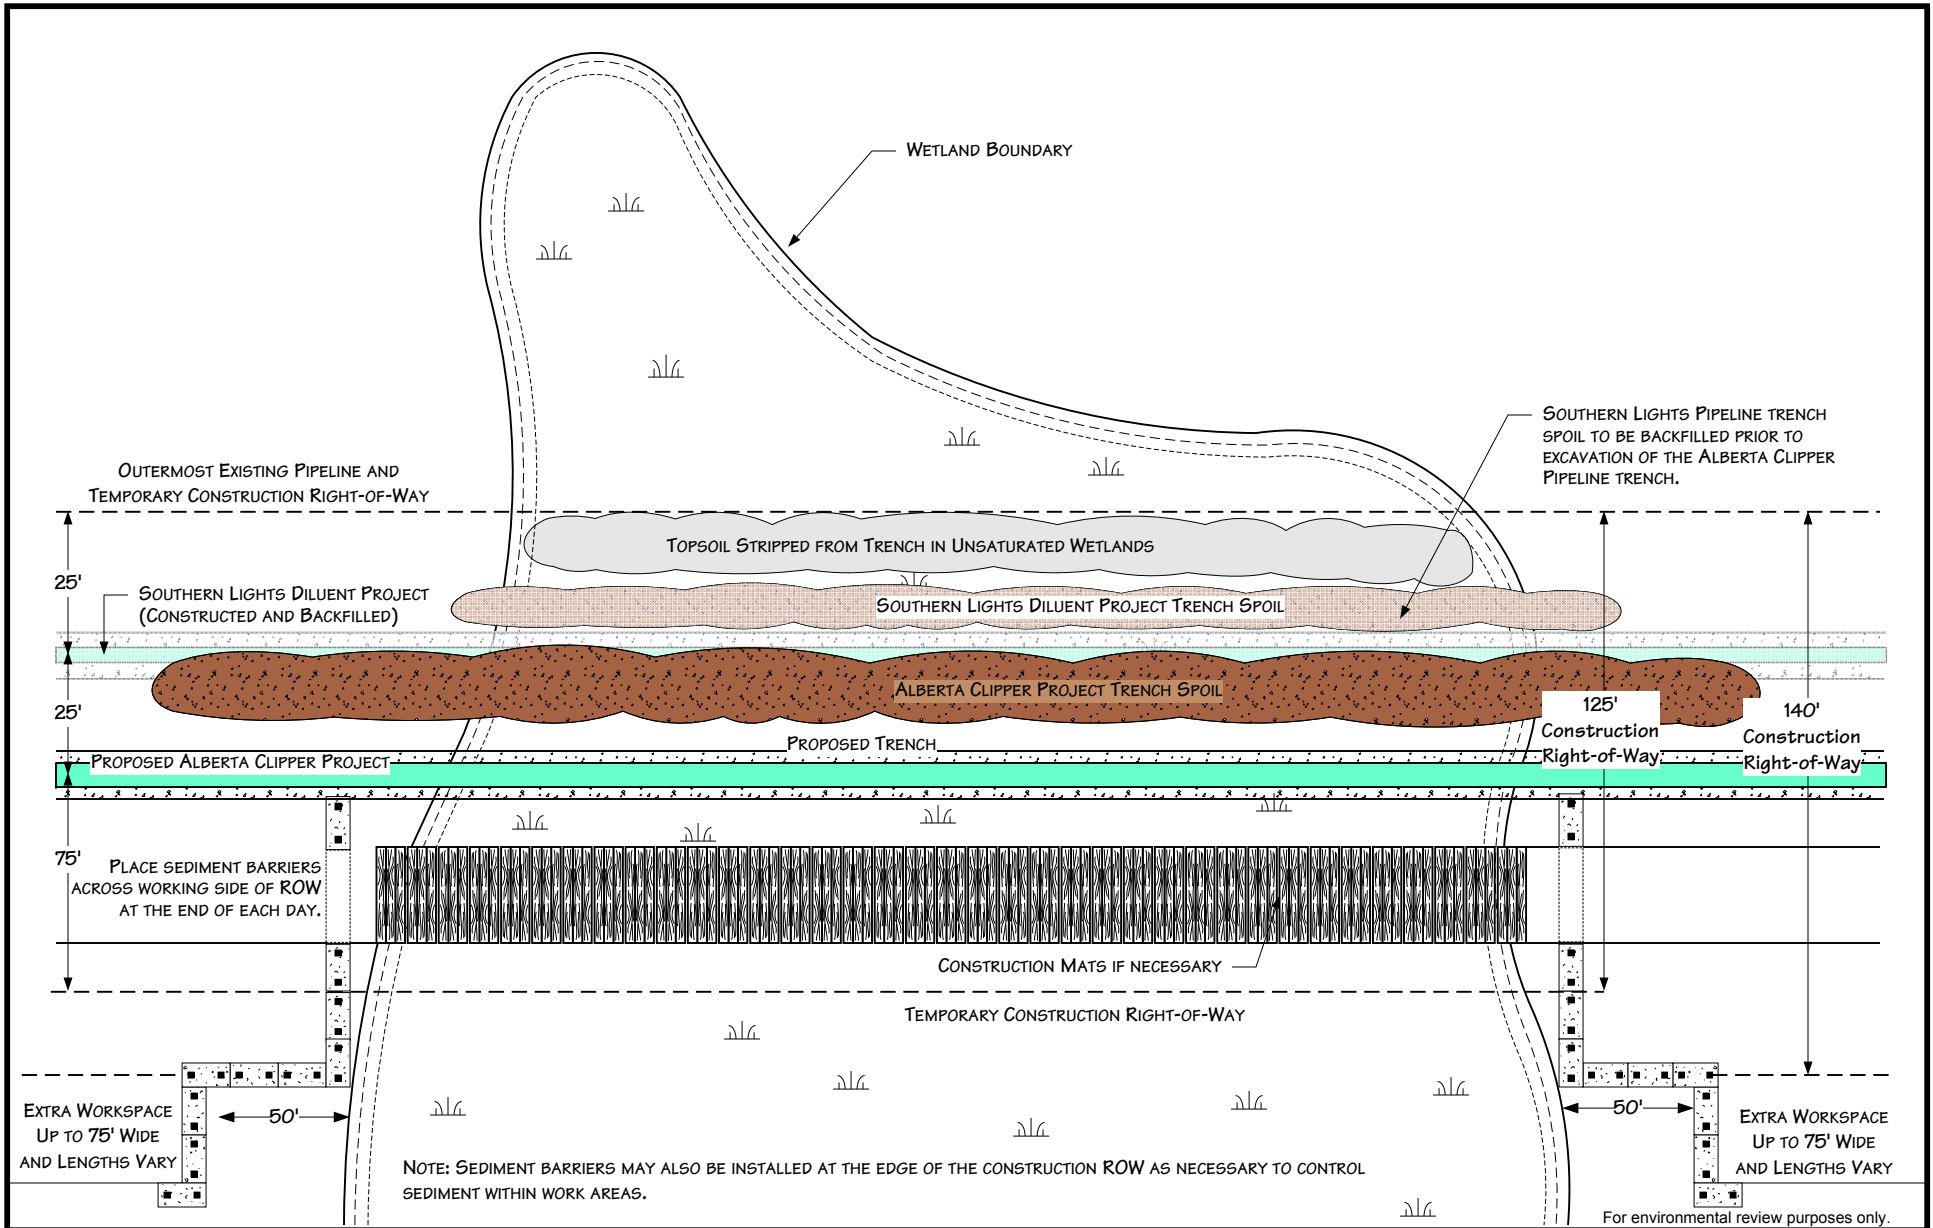 WETLAND BOUNDARY
SOUTHERN LIGHTS PIPELINE TRENCH
SPOIL TO BE BACKFILLED PRIOR TO
EXCAVATION OF THE ALBERTA CLIPPER
PIPELINE TRENCH.
OUTERMOST EXISTING PIPELINE AND
TEMPORARY CONSTRUCTION RIGHT-OF-WAY
TOPSOIL STRIPPED FROM TRENCH IN UNSATURATED WETLANDS
25'
SOUTHERN LIGHTS DILUENT PROJECT
(CONSTRUCTED AND BACKFILLED)
SOUTHERN LIGHTS DILUENT PROJECT TRENCH SPOIL
ALBERTA CLIPPER PROJECT TRENCH SPOIL
25'
125'
Construction
Right-of-Way
140'
Construction
Right-of-Way
PROPOSED TRENCH
PROPOSED ALBERTA CLIPPER PROJECT
75'
PLACE SEDIMENT BARRIERS
ACROSS WORKING SIDE OF ROW
AT THE END OF EACH DAY.
CONSTRUCTION MATS IF NECESSARY
TEMPORARY CONSTRUCTION RIGHT-OF-WAY
EXTRA WORKSPACE
UP TO 75' WIDE
AND LENGTHS VARY
50'
50'
EXTRA WORKSPACE
UP TO 75' WIDE
AND LENGTHS VARY
NOTE: SEDIMENT BARRIERS MAY ALSO BE INSTALLED AT THE EDGE OF THE CONSTRUCTION ROW AS NECESSARY TO CONTROL
SEDIMENT WITHIN WORK AREAS.
For environmental review purposes only.